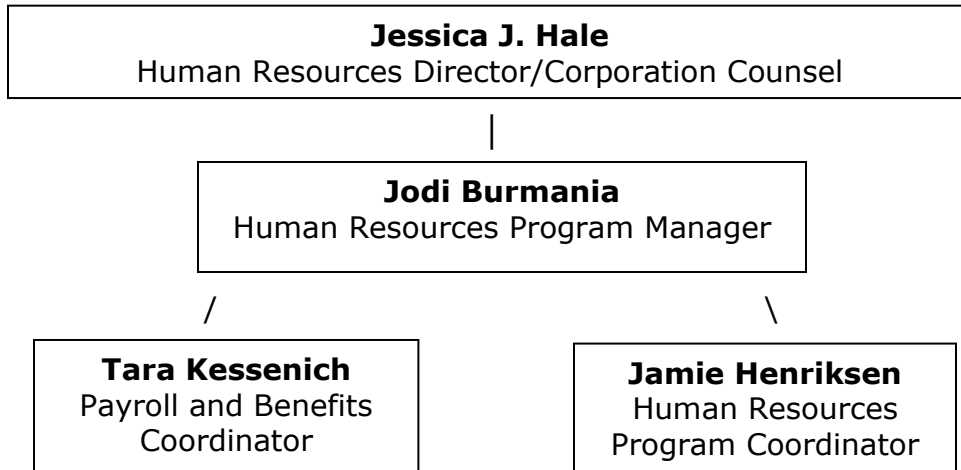 Jessica J. Hale
Human Resources Director/Corporation Counsel
|
Jodi Burmania
Human Resources Program Manager
/ \
Tara Kessenich
Payroll and Benefits
Coordinator
Jamie Henriksen
Human Resources
Program Coordinator